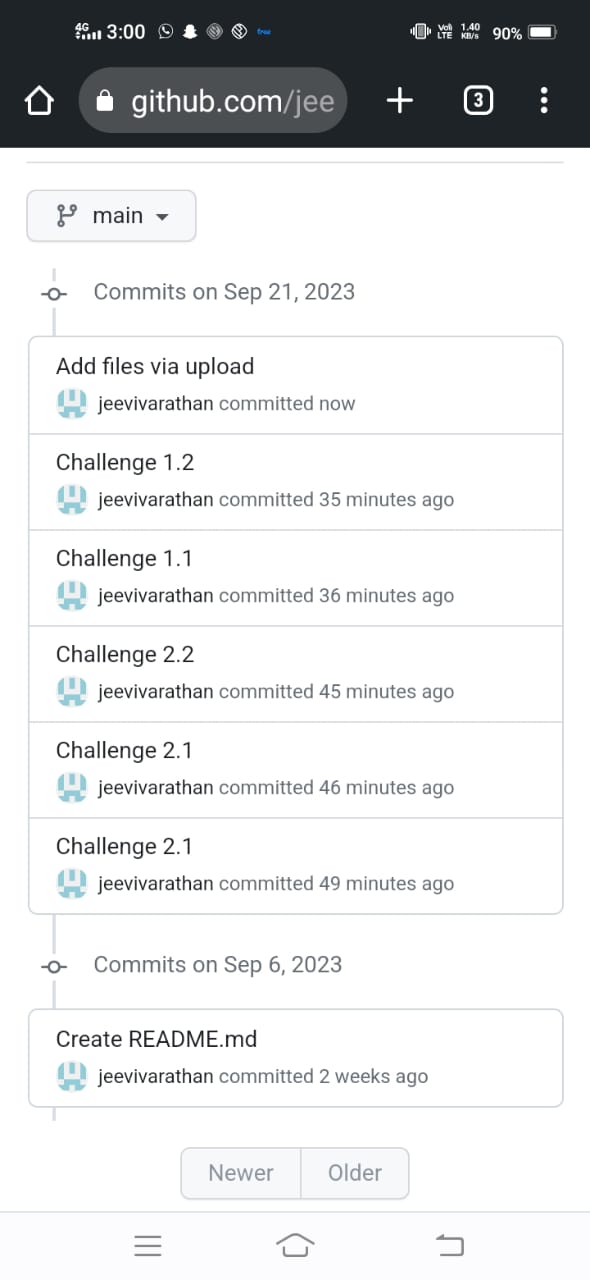 4G 3:00 Vo) LTE 1.40 KB/s 90%
github.com/jee 3
main
Commits on Sep 21, 2023
Add files via upload
jeevivarathan committed now
Challenge 1.2
jeevivarathan committed 35 minutes ago
Challenge 1.1
jeevivarathan committed 36 minutes ago
Challenge 2.2
jeevivarathan committed 45 minutes ago
Challenge 2.1
jeevivarathan committed 46 minutes ago
Challenge 2.1
jeevivarathan committed 49 minutes ago
Commits on Sep 6, 2023
Create README.md
jeevivarathan committed 2 weeks ago
Newer Older